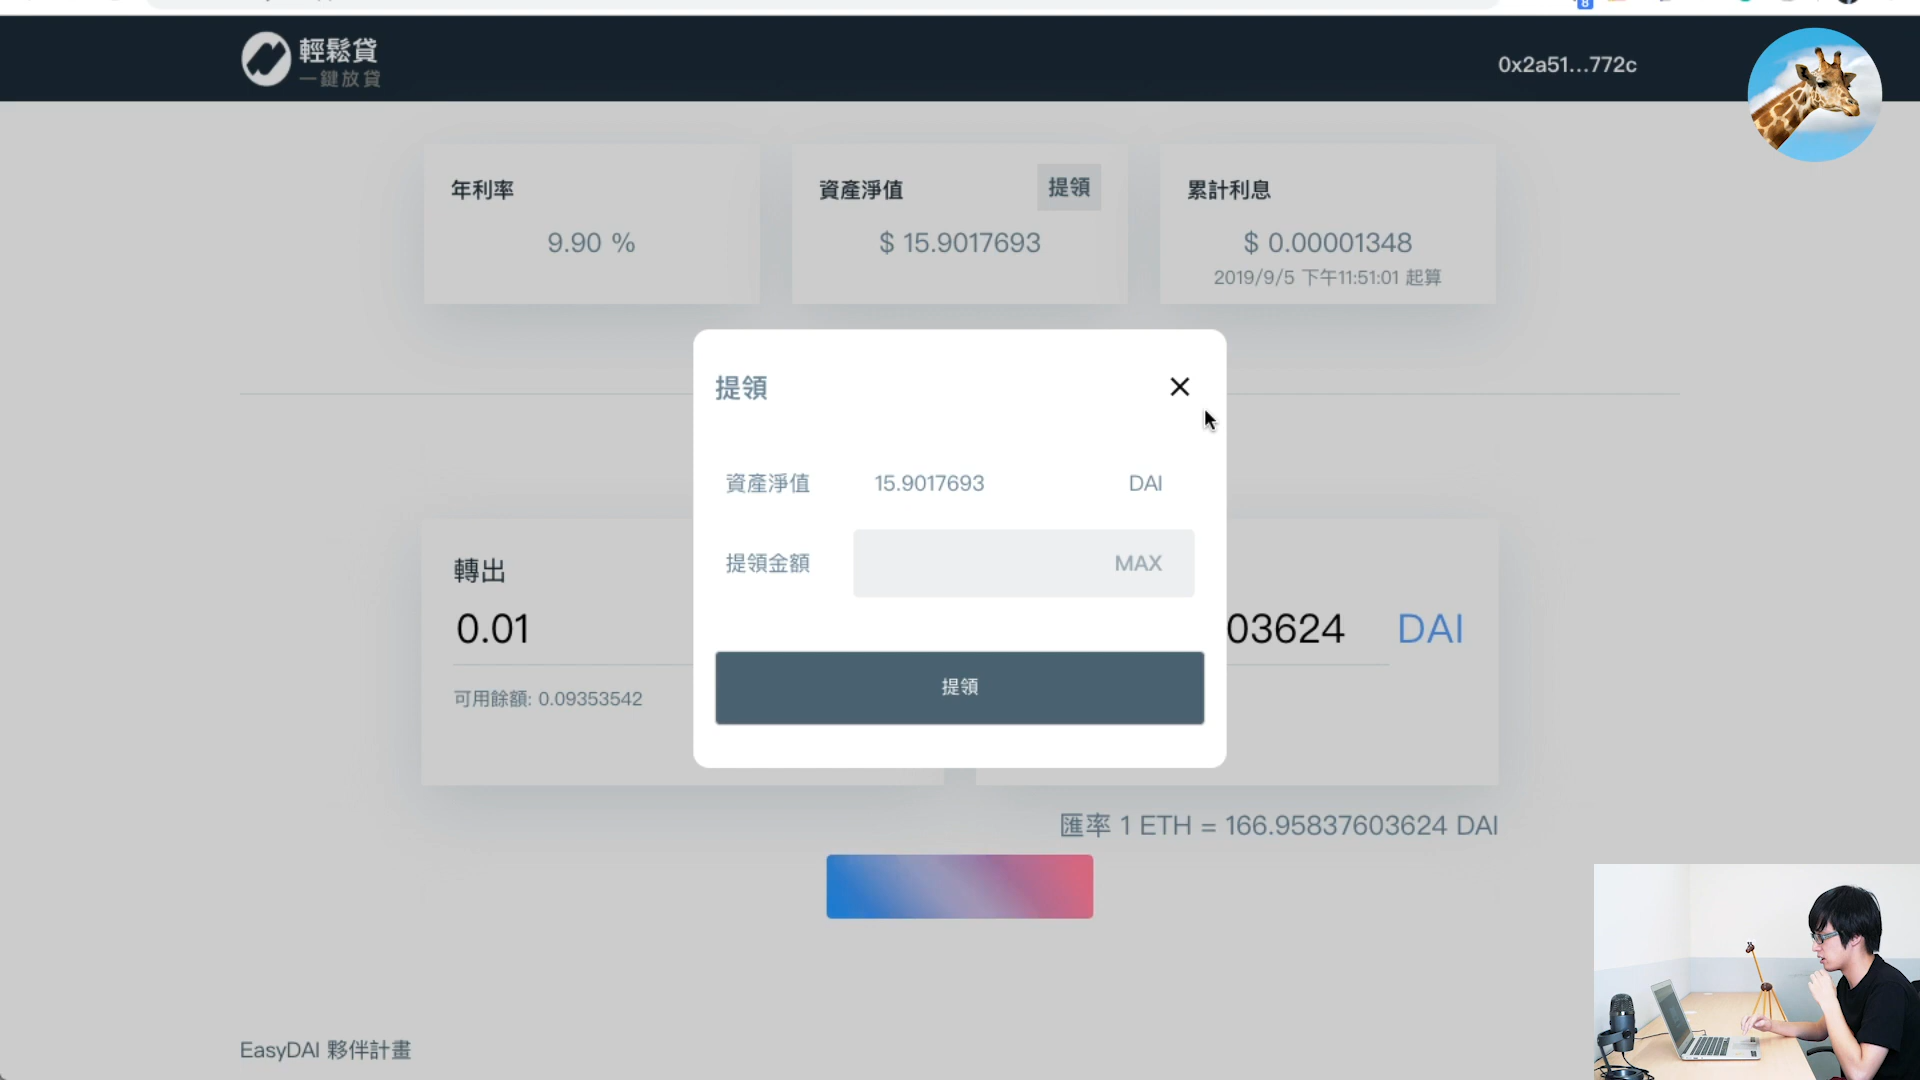 8
輕鬆貸
一鍵放貸
0x2a51...772c
年利率
9.90 %
資產淨值
提領
$ 15.9017693
累計利息
$ 0.00001348
2019/9/5 下午11:51:01 起算
提領
資產淨值
15.9017693
DAI
提領金額
MAX
提領
轉出
0.01
可用餘額: 0.09353542
03624
DAI
匯率 1 ETH = 166.95837603624 DAI
EasyDAI 夥伴計畫